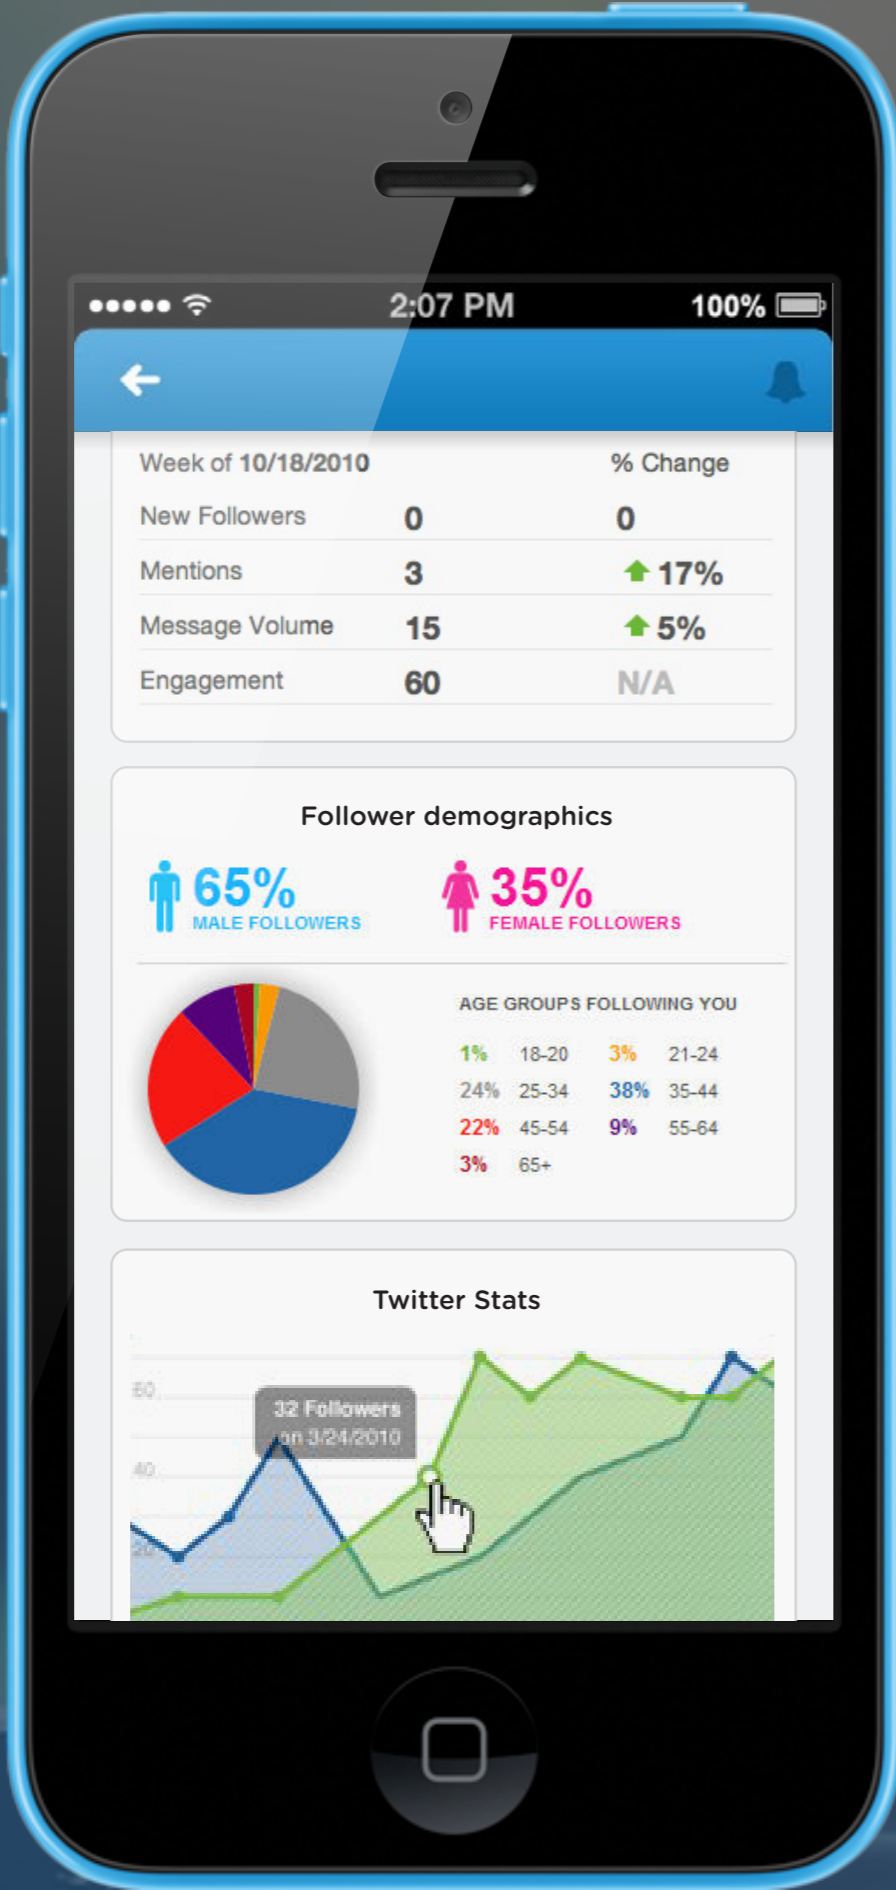 2:07 PM 100%
Week of 10/18/2010 % Change
New Followers 0 0
Mentions 3 17%
Message Volume 15 5%
Engagement 60 N/A
Follower demographics
65% 35%
MALE FOLLOWERS FEMALE FOLLOWERS
AGE GROUPS FOLLOWING YOU
1% 18-20 3% 21-24
24% 25-34 38% 35-44
22% 45-54 9% 55-64
3% 65+
Twitter Stats
60
32 Followers
on 3/24/2010
40
20